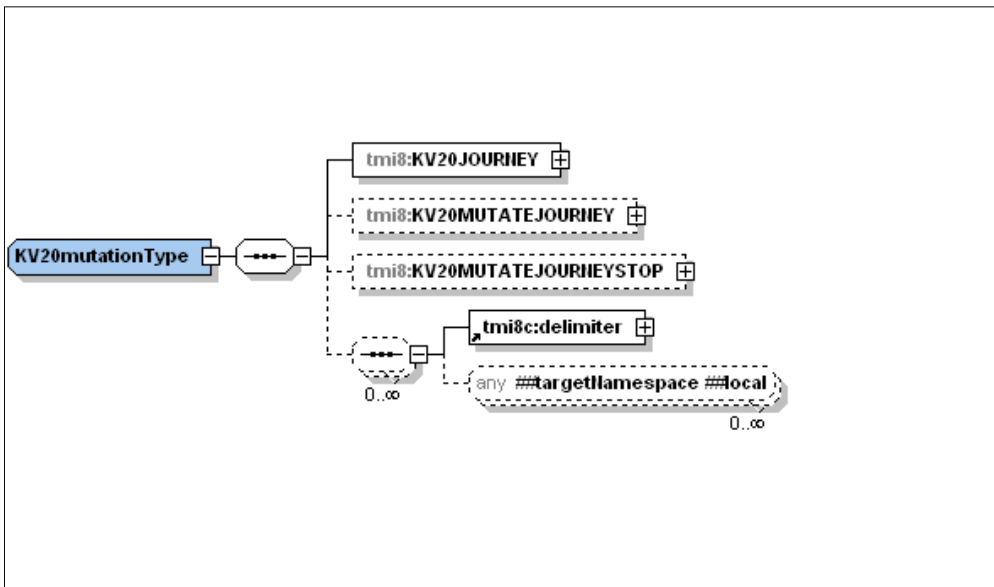 tmi8:KV20JOURNEY
tmi8:KV20MUTATEJOURNEY
KV20mutationType
tmi8:KV20MUTATEJOURNEYSTOP
tmi8c:delimiter
any ##targetNamespace ##local
0..∞
0..∞